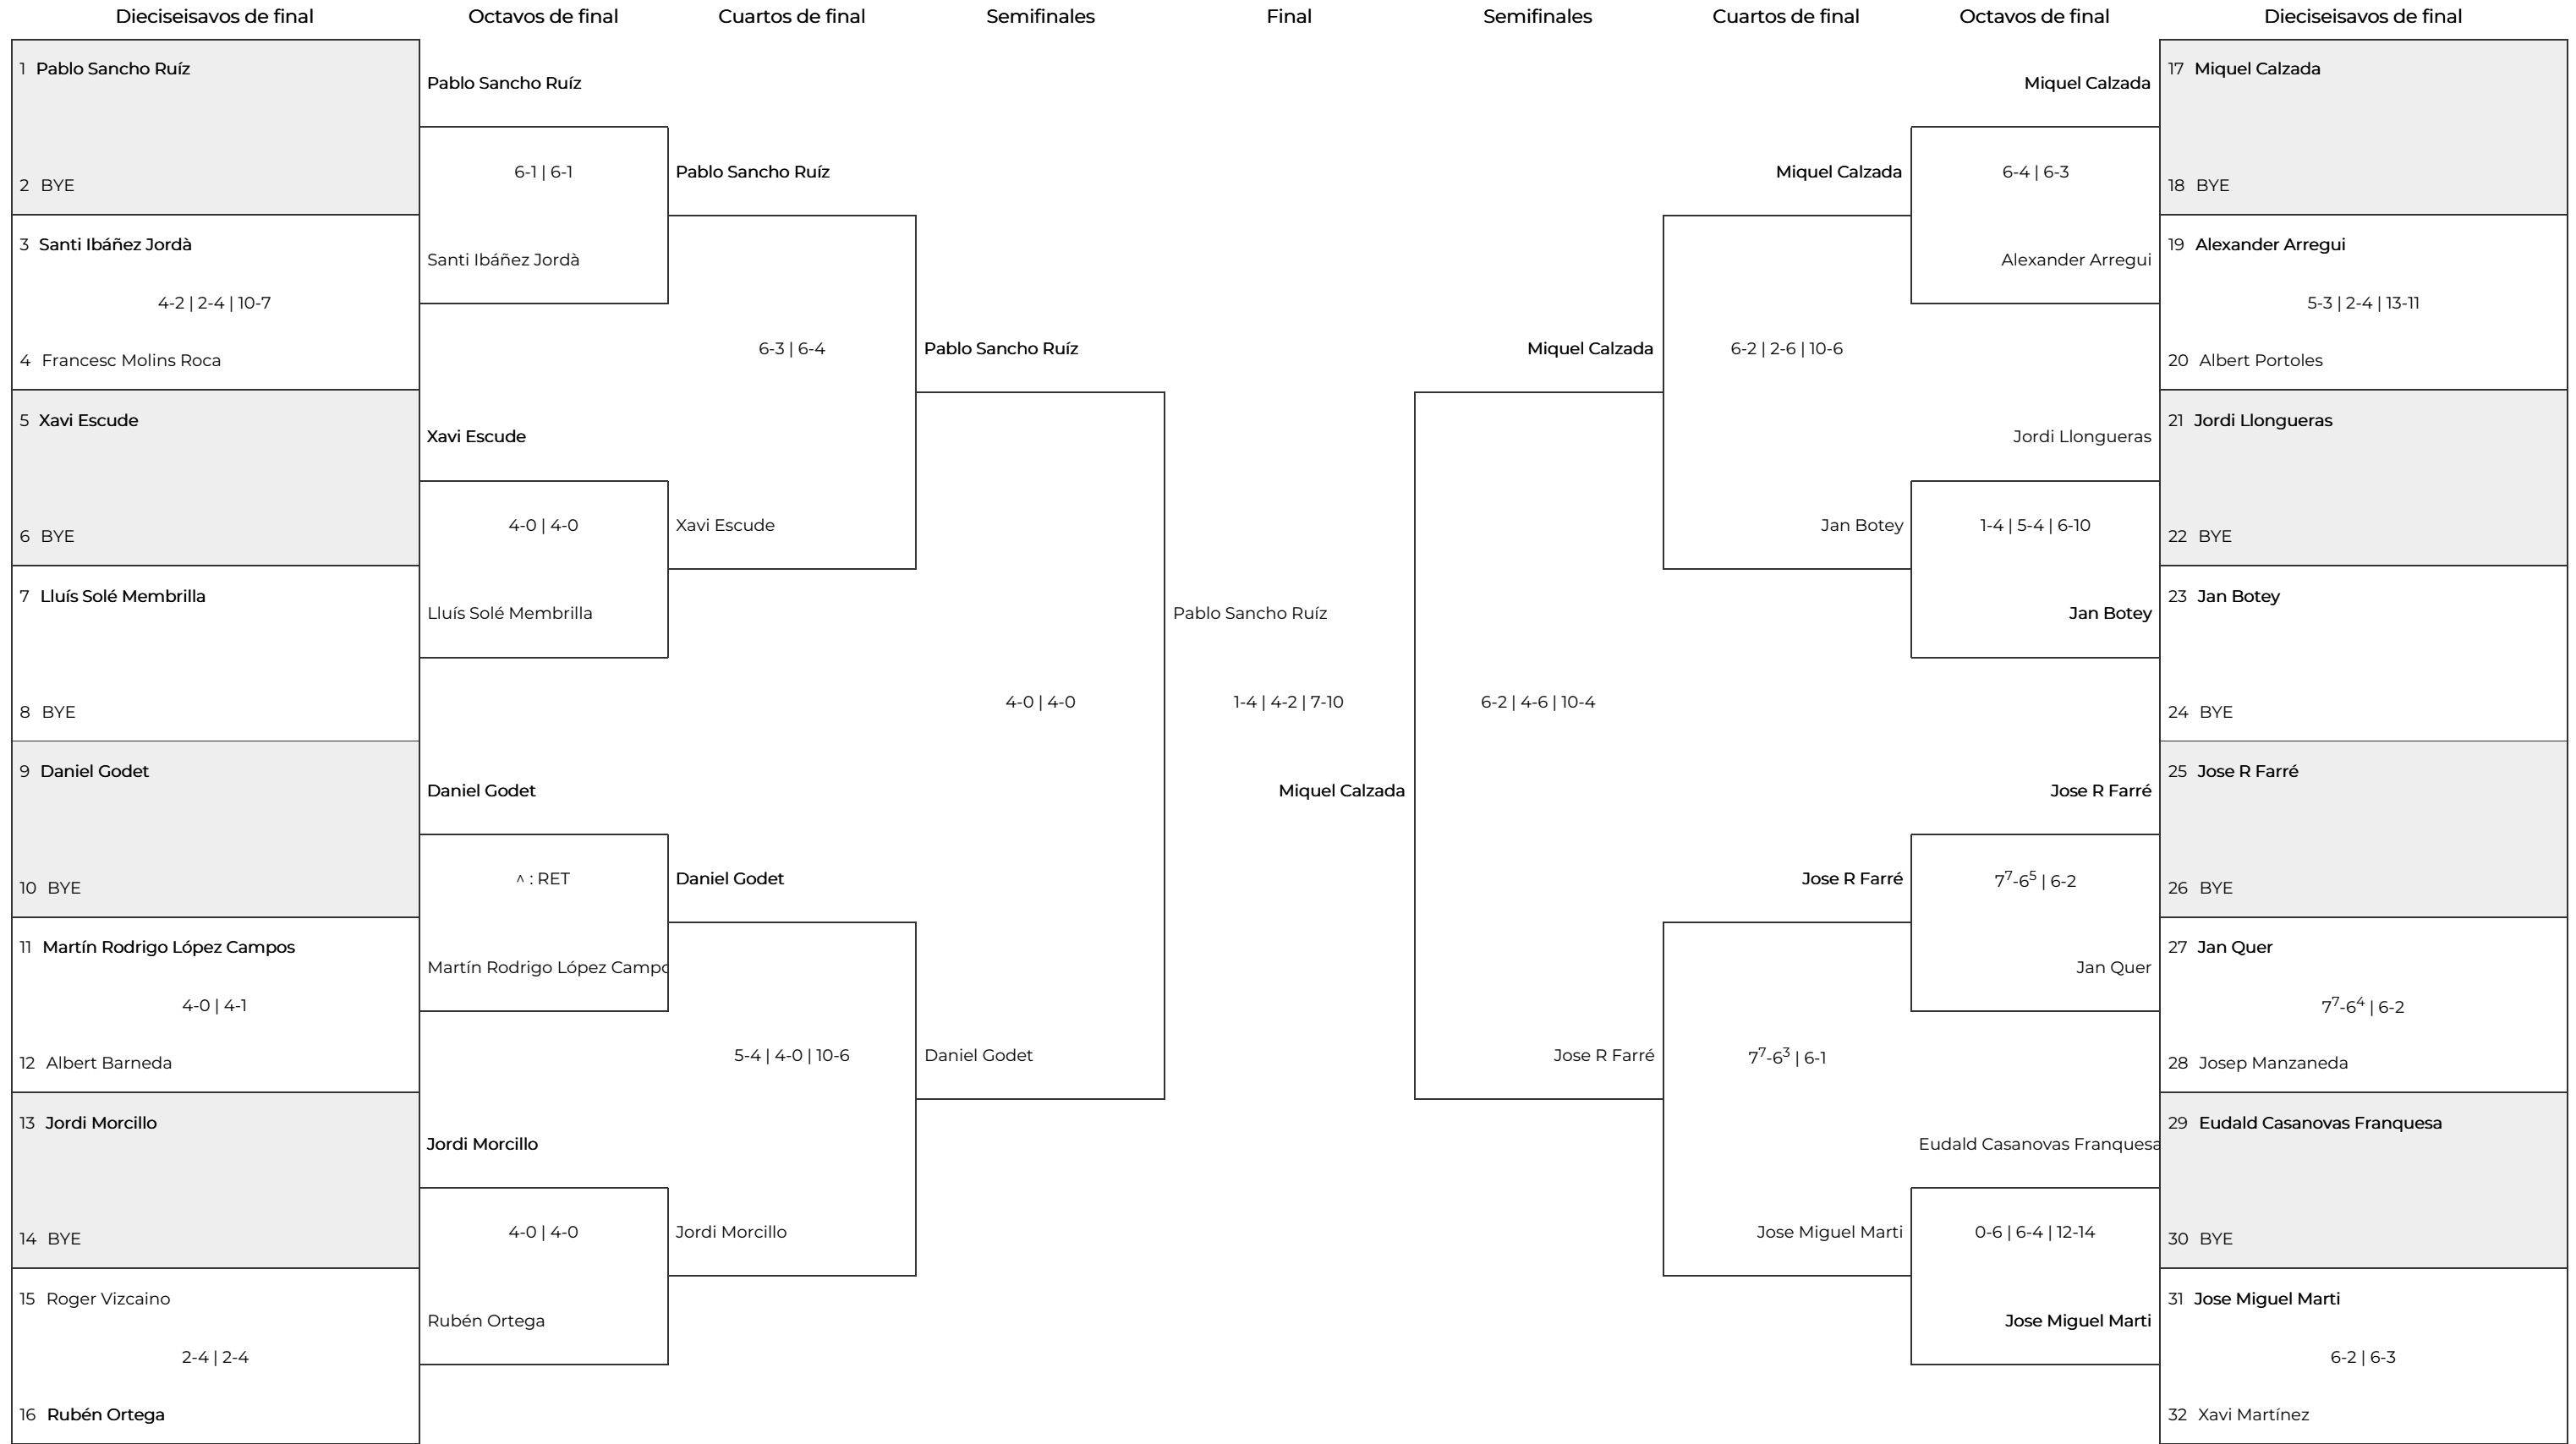 Dieciseisavos de final
Octavos de final
Cuartos de final
Semifinales
Final
Semifinales
Cuartos de final
Octavos de final
Dieciseisavos de final
1 Pablo Sancho Ruíz
2 BYE
3 Santi Ibáñez Jordà
4-2 | 2-4 | 10-7
4 Francesc Molins Roca
5 Xavi Escude
6 BYE
7 Lluís Solé Membrilla
8 BYE
9 Daniel Godet
10 BYE
11 Martín Rodrigo López Campos
4-0 | 4-1
12 Albert Barneda
13 Jordi Morcillo
14 BYE
15 Roger Vizcaino
2-4 | 2-4
16 Rubén Ortega
Pablo Sancho Ruíz
6-1 | 6-1
Santi Ibáñez Jordà
Xavi Escude
4-0 | 4-0
Lluís Solé Membrilla
Daniel Godet
^ : RET
Martín Rodrigo López Campo
Jordi Morcillo
4-0 | 4-0
Rubén Ortega
Pablo Sancho Ruíz
6-3 | 6-4
Xavi Escude
Daniel Godet
5-4 | 4-0 | 10-6
Jordi Morcillo
Pablo Sancho Ruíz
4-0 | 4-0
Daniel Godet
Pablo Sancho Ruíz
1-4 | 4-2 | 7-10
Miquel Calzada
Miquel Calzada
6-2 | 4-6 | 10-4
Jose R Farré
Miquel Calzada
6-2 | 2-6 | 10-6
Jan Botey
Jose R Farré
7⁷-6³ | 6-1
Jose Miguel Marti
Miquel Calzada
6-4 | 6-3
Alexander Arregui
Jordi Llongueras
1-4 | 5-4 | 6-10
Jan Botey
Jose R Farré
7⁷-6⁵ | 6-2
Jan Quer
Eudald Casanovas Franquesa
0-6 | 6-4 | 12-14
Jose Miguel Marti
17 Miquel Calzada
18 BYE
19 Alexander Arregui
5-3 | 2-4 | 13-11
20 Albert Portoles
21 Jordi Llongueras
22 BYE
23 Jan Botey
24 BYE
25 Jose R Farré
26 BYE
27 Jan Quer
7⁷-6⁴ | 6-2
28 Josep Manzaneda
29 Eudald Casanovas Franquesa
30 BYE
31 Jose Miguel Marti
6-2 | 6-3
32 Xavi Martínez